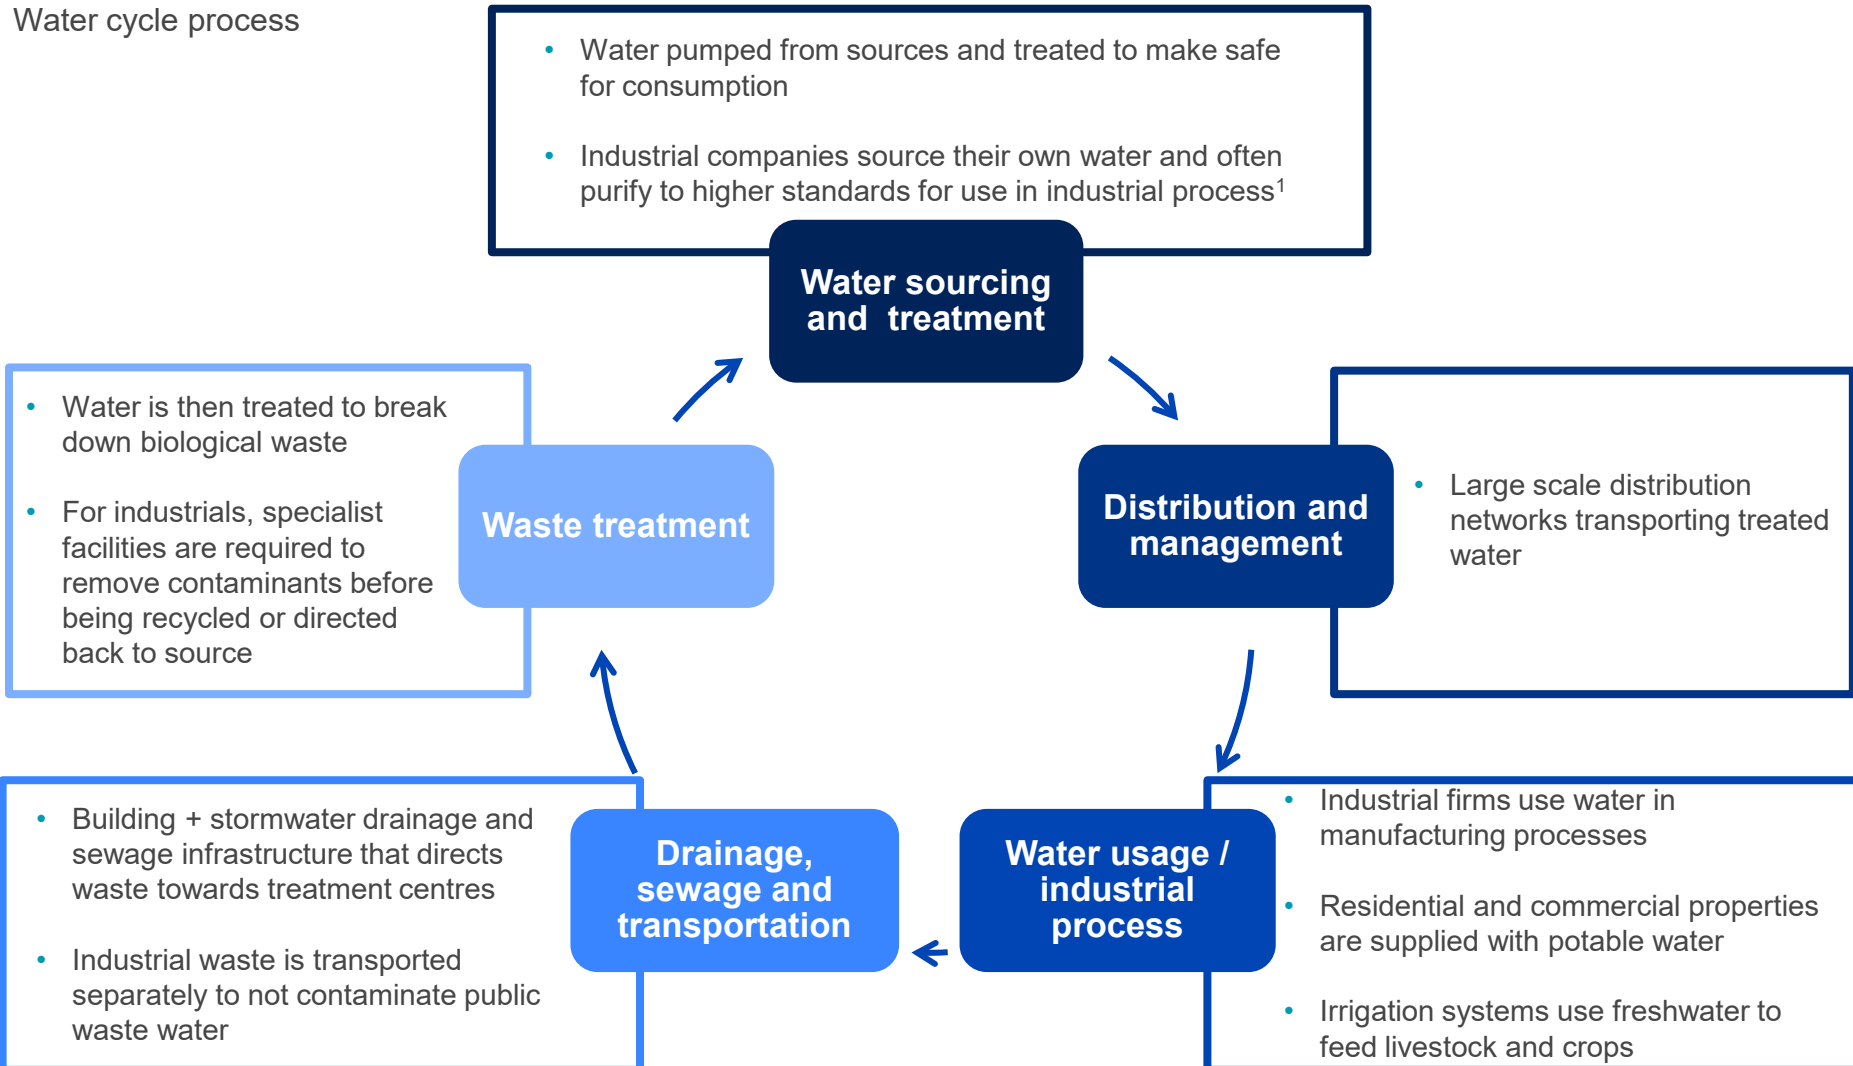 Water cycle process
• Water pumped from sources and treated to make safe
for consumption
• Industrial companies source their own water and often
purify to higher standards for use in industrial process¹
Water sourcing
and treatment
• Large scale distribution
networks transporting treated
water
Distribution and
management
• Industrial firms use water in
manufacturing processes
• Residential and commercial properties
are supplied with potable water
• Irrigation systems use freshwater to
feed livestock and crops
Water usage /
industrial
process
Drainage,
sewage and
transportation
• Building + stormwater drainage and
sewage infrastructure that directs
waste towards treatment centres
• Industrial waste is transported
separately to not contaminate public
waste water
Waste treatment
• Water is then treated to break
down biological waste
• For industrials, specialist
facilities are required to
remove contaminants before
being recycled or directed
back to source